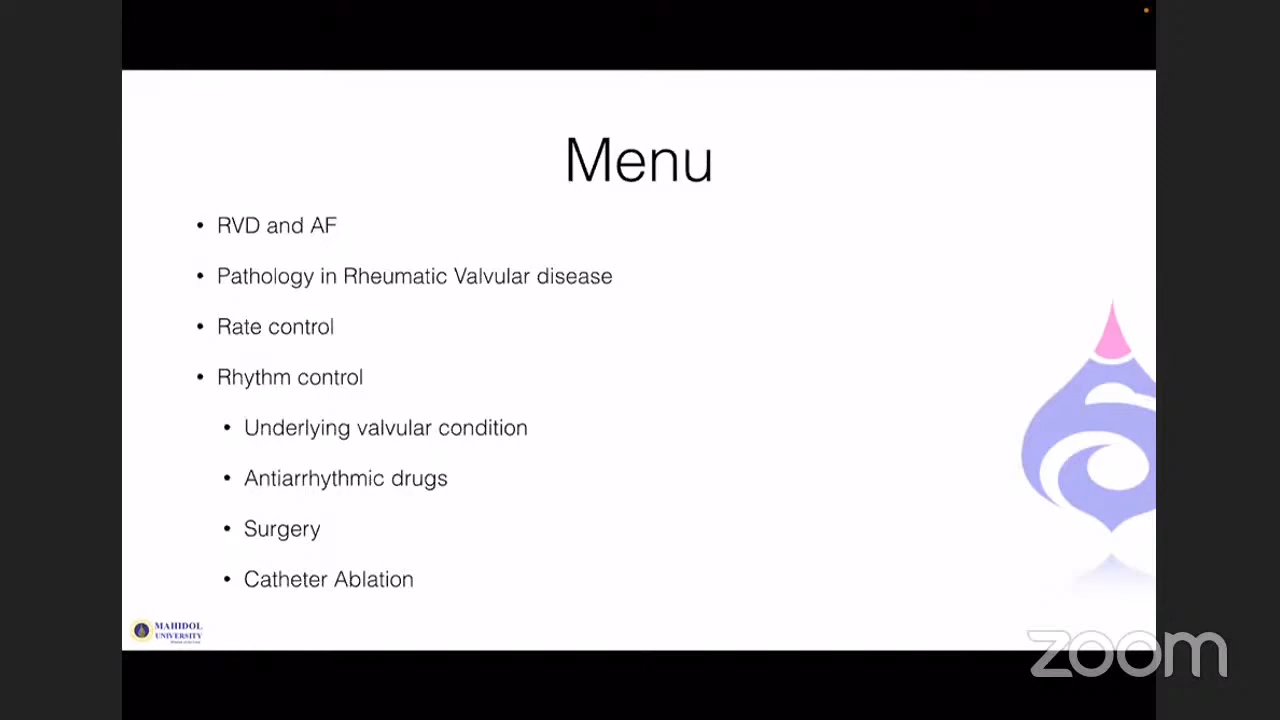 Menu
• RVD and AF
• Pathology in Rheumatic Valvular disease
• Rate control
• Rhythm control
• Underlying valvular condition
• Antiarrhythmic drugs
• Surgery
• Catheter Ablation
MAHIDOL
UNIVERSITY
zoom